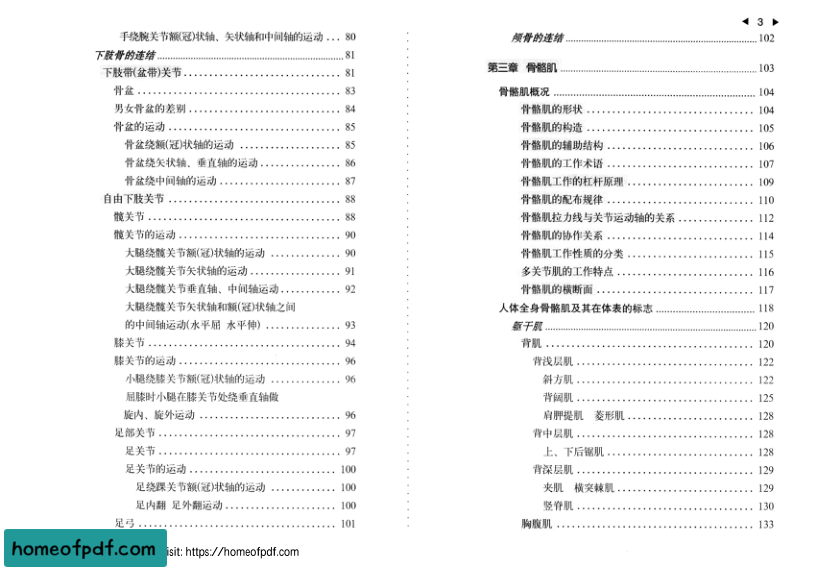 手绕腕关节额(冠)状轴、矢状轴和中间轴的运动 ... 80
下肢骨的连结 ........ 81
下肢带(盆带)关节 ........ 81
骨盆 ........ 83
男女骨盆的差别 ........ 84
骨盆的运动 ........ 85
骨盆绕额(冠)状轴的运动 ........ 85
骨盆绕矢状轴、垂直轴的运动 ........ 86
骨盆绕中间轴的运动 ........ 87
自由下肢关节 ........ 88
髋关节 ........ 88
髋关节的运动 ........ 90
大腿绕髋关节额(冠)状轴的运动 ........ 90
大腿绕髋关节矢状轴的运动 ........ 91
大腿绕髋关节垂直轴、中间轴运动 ........ 92
大腿绕髋关节矢状轴和额(冠)状轴之间
的中间轴运动(水平屈 水平伸) ........ 93
膝关节 ........ 94
膝关节的运动 ........ 96
小腿绕膝关节额(冠)状轴的运动 ........ 96
屈膝时小腿在膝关节处绕垂直轴做
旋内、旋外运动 ........ 96
足部关节 ........ 97
足关节 ........ 97
足关节的运动 ........ 100
足绕踝关节额(冠)状轴的运动 ........ 100
足内翻 足外翻运动 ........ 100
足弓 ........ 101
◀ 3 ▶
颅骨的连结 ........ 102
第三章 骨骼肌 ........ 103
骨骼肌概况 ........ 104
骨骼肌的形状 ........ 104
骨骼肌的构造 ........ 105
骨骼肌的辅助结构 ........ 106
骨骼肌的工作术语 ........ 107
骨骼肌工作的杠杆原理 ........ 109
骨骼肌的配布规律 ........ 110
骨骼肌拉力线与关节运动轴的关系 ........ 112
骨骼肌的协作关系 ........ 114
骨骼肌工作性质的分类 ........ 115
多关节肌的工作特点 ........ 116
骨骼肌的横断面 ........ 117
人体全身骨骼肌及其在体表的标志 ........ 118
躯干肌 ........ 120
背肌 ........ 120
背浅层肌 ........ 122
斜方肌 ........ 122
背阔肌 ........ 125
肩胛提肌 菱形肌 ........ 128
背中层肌 ........ 128
上、下后锯肌 ........ 128
背深层肌 ........ 129
夹肌 横突棘肌 ........ 129
竖脊肌 ........ 130
胸腹肌 ........ 133
homeofpdf.com
isit: https://homeofpdf.com